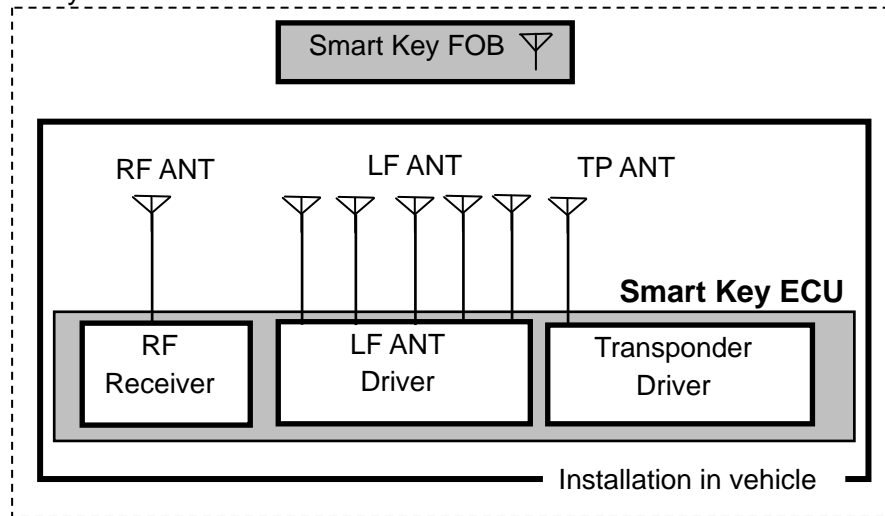 Smart Key FOB
RF ANT
LF ANT
TP ANT
Smart Key ECU
RF
Receiver
LF ANT
Driver
Transponder
Driver
Installation in vehicle